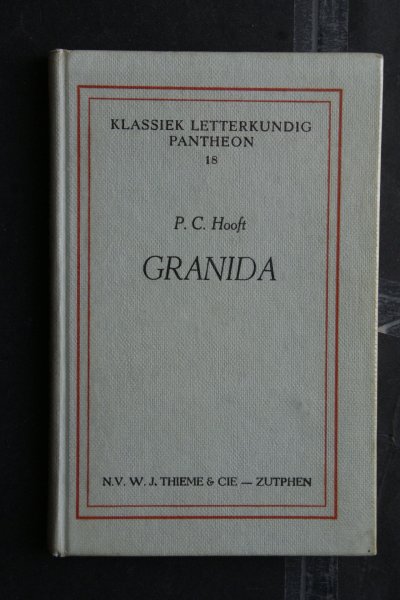 KLASSIEK LETTERKUNDIG
PANTHEON
18
P. C. Hooft
GRANIDA
N.V. W. J. THIEME & CIE — ZUTPHEN